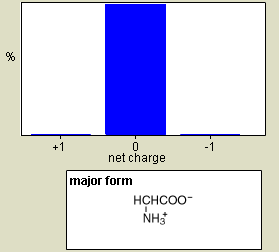 %
+1 0 -1
net charge
major form
HCHCOO⁻
NH₃⁺